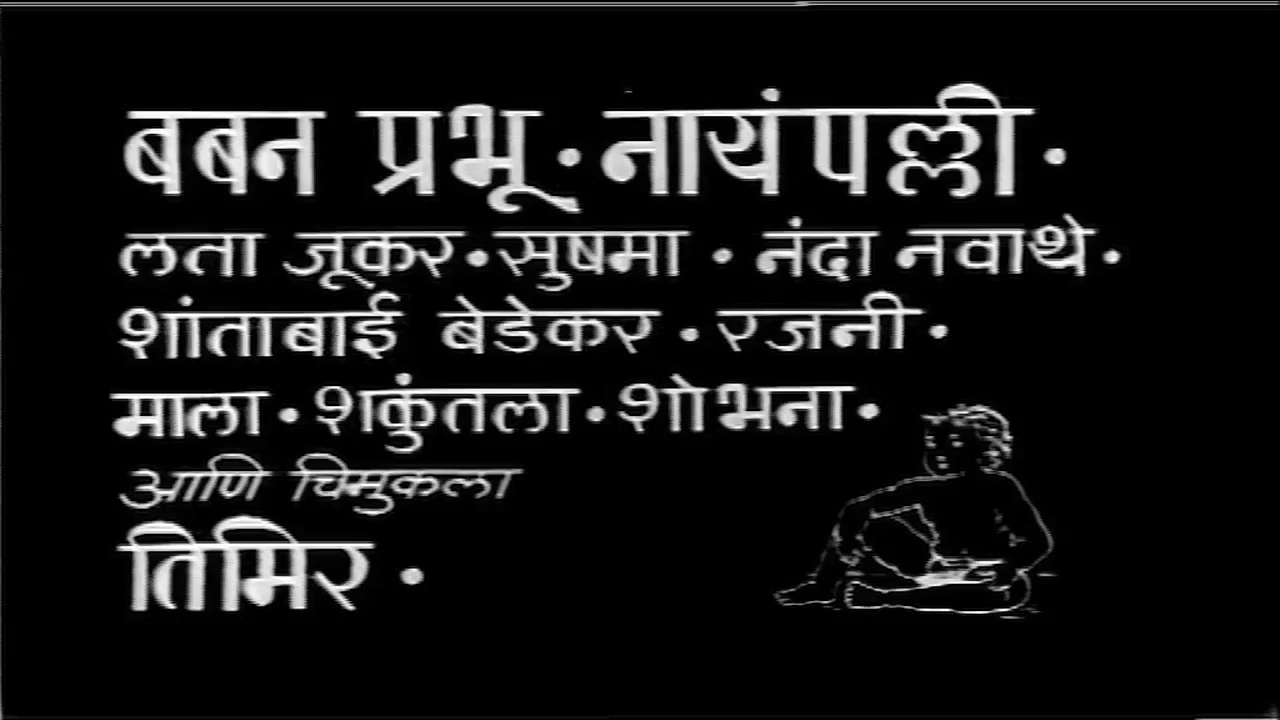 बबन प्रभू • नायंपल्ली •
लता जूकर • सुषमा • नंदा नवाथे •
शांताबाई बेडेकर • रजनी •
माला • शकुंतला • शोभना •
आणि चिमुकला
तिमिर •